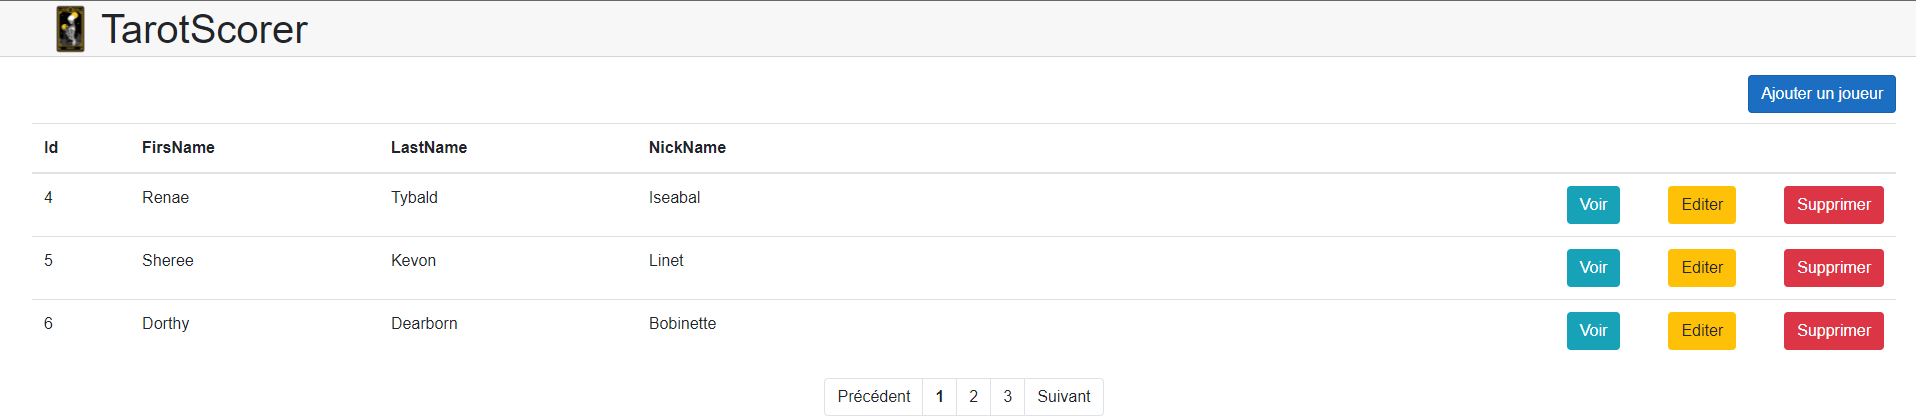 TarotScorer
Ajouter un joueur
Id FirsName LastName NickName
4 Renae Tybald Iseabal Voir Editer Supprimer
5 Sheree Kevon Linet Voir Editer Supprimer
6 Dorthy Dearborn Bobinette Voir Editer Supprimer
Précédent 1 2 3 Suivant